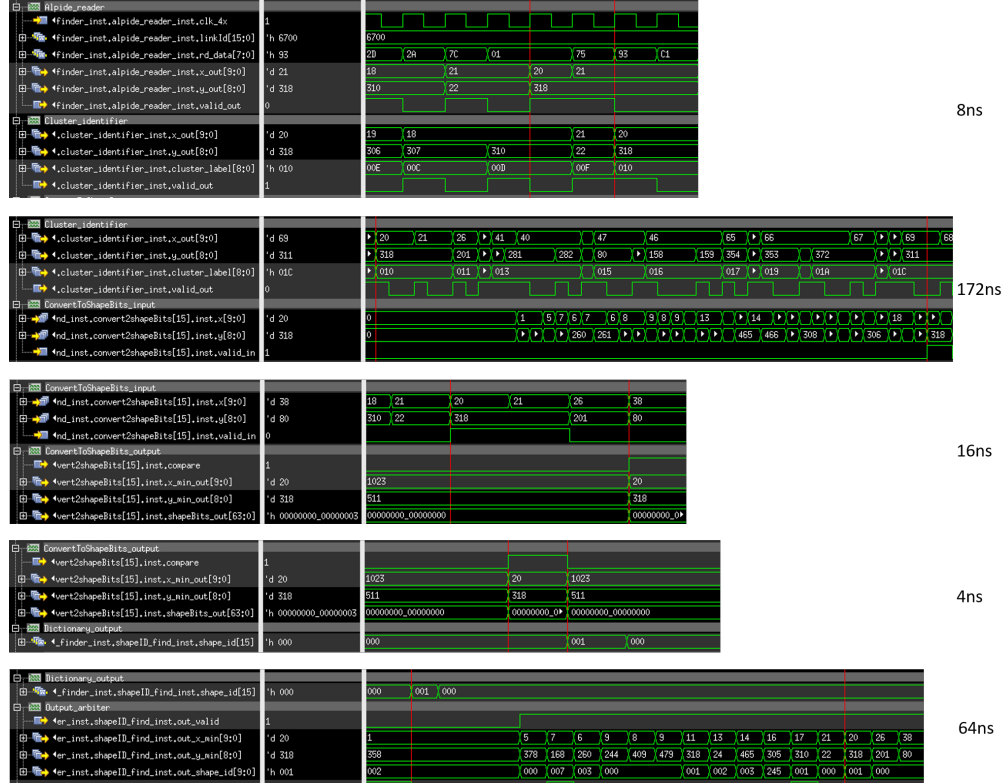 Alpide_reader
finder_inst.alpide_reader_inst.clk_4x 1
finder_inst.alpide_reader_inst.linkId[15:0] 'h 6700 6700
finder_inst.alpide_reader_inst.rd_data[7:0] 'h 93 2D 2A 7C 01 75 93 C1
finder_inst.alpide_reader_inst.x_out[9:0] 'd 21 18 21 20 21
finder_inst.alpide_reader_inst.y_out[8:0] 'd 318 310 22 318
finder_inst.alpide_reader_inst.valid_out 0
8ns
Cluster_identifier
.cluster_identifier_inst.x_out[9:0] 'd 20 19 18 21 20
.cluster_identifier_inst.y_out[8:0] 'd 318 306 307 310 22 318
.cluster_identifier_inst.cluster_label[8:0] 'h 010 00E 00C 00D 00F 010
.cluster_identifier_inst.valid_out 1
Cluster_identifier
.cluster_identifier_inst.x_out[9:0] 'd 69 20 21 26 41 40 47 46 65 66 67 69 68
.cluster_identifier_inst.y_out[8:0] 'd 311 318 201 281 282 80 158 159 354 353 372 311
.cluster_identifier_inst.cluster_label[8:0] 'h 01C 010 011 013 015 016 017 019 01A 01C
.cluster_identifier_inst.valid_out 0
172ns
ConvertToShapeBits_input
nd_inst.convert2shapeBits[15].inst.x[9:0] 'd 20 0 1 5 7 6 7 6 8 9 8 9 13 14 18
nd_inst.convert2shapeBits[15].inst.y[8:0] 'd 318 0 260 261 465 466 308 306 318
nd_inst.convert2shapeBits[15].inst.valid_in 1
ConvertToShapeBits_input
nd_inst.convert2shapeBits[15].inst.x[9:0] 'd 38 18 21 20 21 26 38
nd_inst.convert2shapeBits[15].inst.y[8:0] 'd 80 310 22 318 201 80
nd_inst.convert2shapeBits[15].inst.valid_in 0
16ns
ConvertToShapeBits_output
vert2shapeBits[15].inst.compare 1
vert2shapeBits[15].inst.x_min_out[9:0] 'd 20 1023 20
vert2shapeBits[15].inst.y_min_out[8:0] 'd 318 511 318
vert2shapeBits[15].inst.shapeBits_out[63:0] 'h 00000000_00000003 00000000_00000000 00000000_0
ConvertToShapeBits_output
vert2shapeBits[15].inst.compare 1
vert2shapeBits[15].inst.x_min_out[9:0] 'd 20 1023 20 1023
vert2shapeBits[15].inst.y_min_out[8:0] 'd 318 511 318 511
4ns
vert2shapeBits[15].inst.shapeBits_out[63:0] 'h 00000000_00000003 00000000_00000000 00000000_0 00000000_00000000
Dictionary_output
_finder_inst.shapeID_find_inst.shape_id[15] 'h 000 000 001 000
Dictionary_output
_finder_inst.shapeID_find_inst.shape_id[15] 'h 000 000 001 000
Output_arbiter
er_inst.shapeID_find_inst.out_valid 1
64ns
er_inst.shapeID_find_inst.out_x_min[9:0] 'd 20 1 5 7 6 9 8 9 11 13 14 16 17 21 20 26 38
er_inst.shapeID_find_inst.out_y_min[8:0] 'd 318 358 378 168 260 244 409 479 318 24 465 305 310 22 318 201 80
er_inst.shapeID_find_inst.out_shape_id[9:0] 'h 001 002 000 007 003 000 001 002 003 245 001 000 001 000